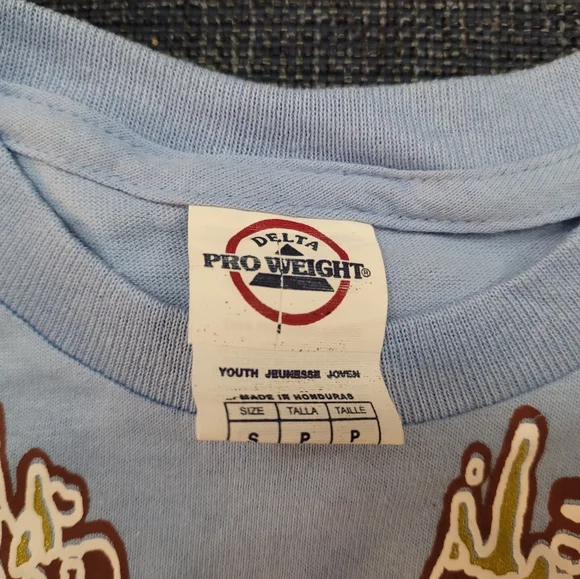 DELTA
PRO WEIGHT®
YOUTH JEUNESSE JOVEN
MADE IN HONDURAS
SIZE TALLA TAILLE
S P P